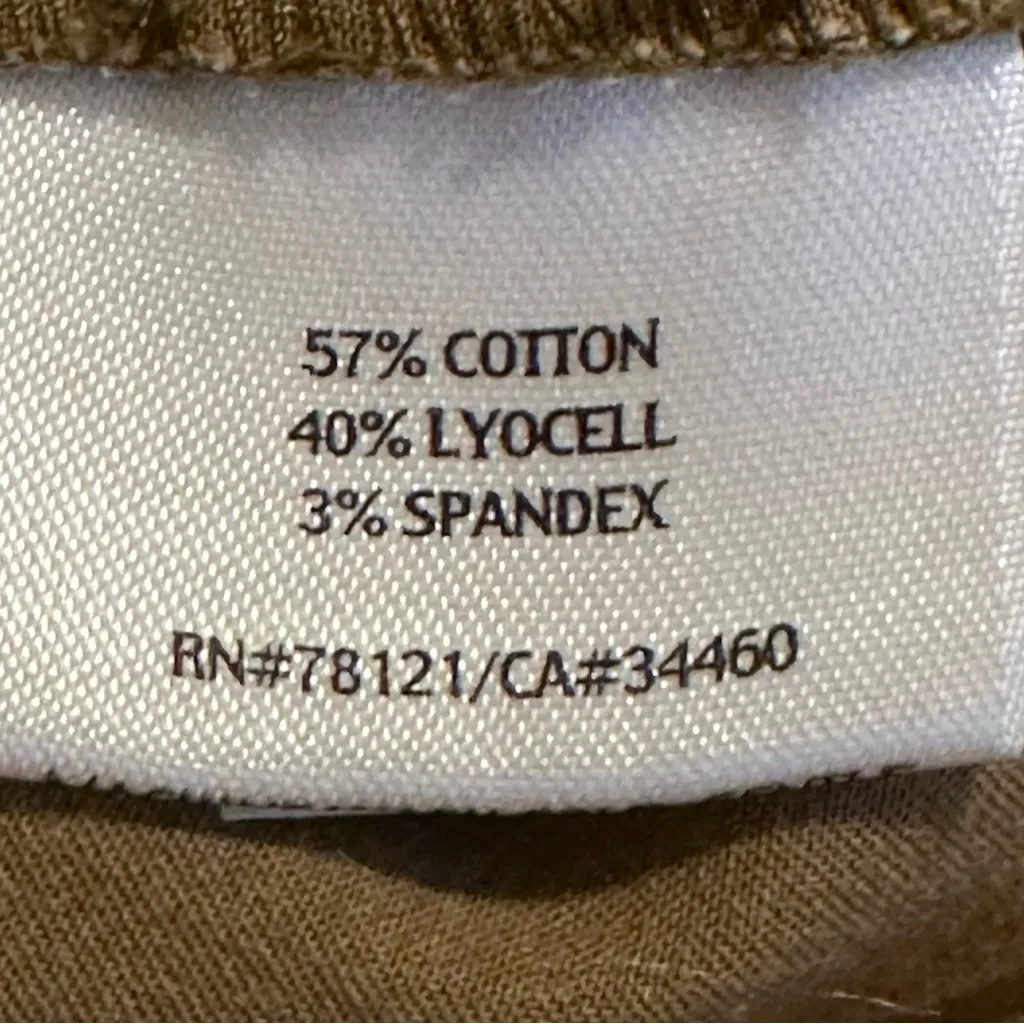 57% COTTON
40% LYOCELL
3% SPANDEX
RN#78121/CA#34460